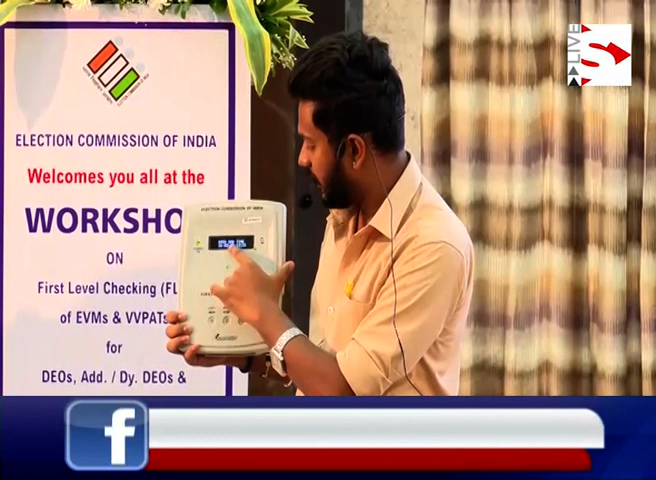 LIVE
ELECTION COMMISSION OF INDIA
Welcomes you all at the
WORKSHO
ON
First Level Checking (FL
of EVMs & VVPATs
for
DEOs, Add. / Dy. DEOs &
ELECTION COMMISSION OF INDIA
f